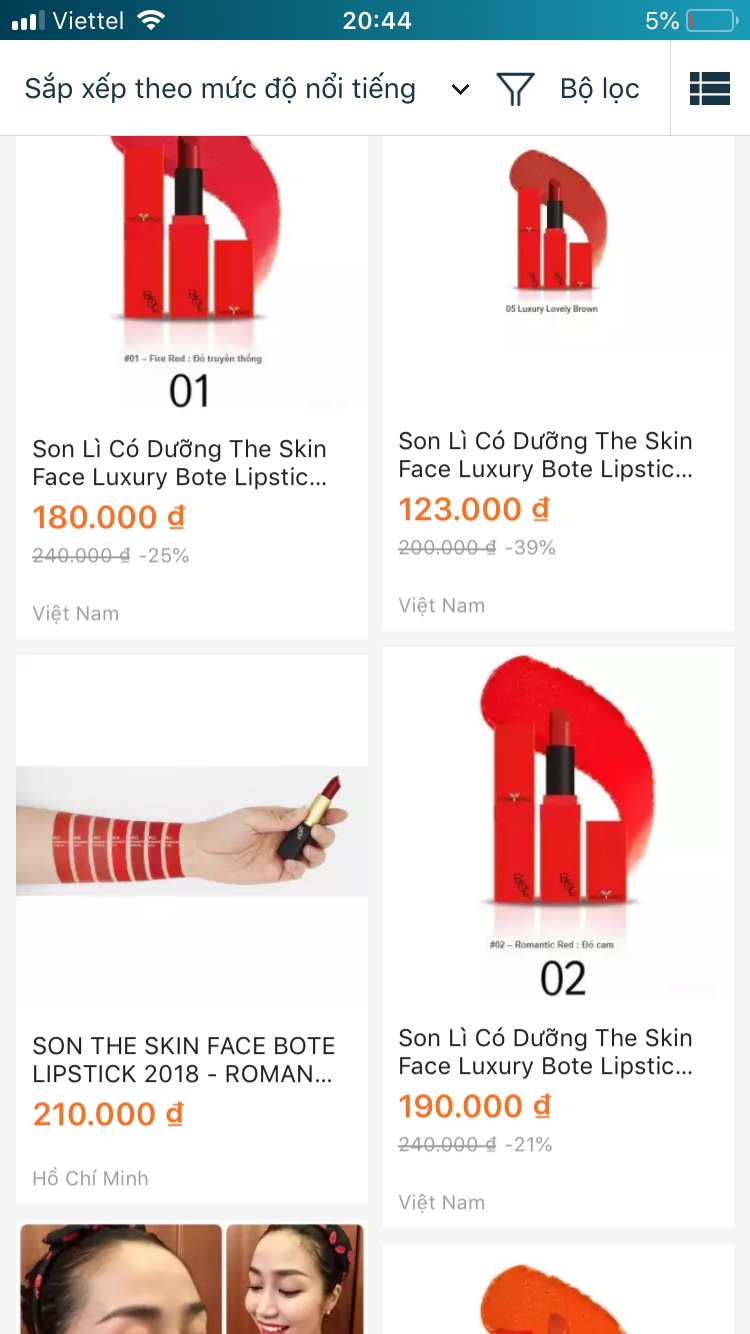 Viettel 20:44 5%
Sắp xếp theo mức độ nổi tiếng Bộ lọc
#01 – Fire Red : Đỏ truyền thống
01
Son Lì Có Dưỡng The Skin
Face Luxury Bote Lipstic...
180.000 ₫
240.000 ₫ -25%
Việt Nam
05 Luxury Lovely Brown
Son Lì Có Dưỡng The Skin
Face Luxury Bote Lipstic...
123.000 ₫
200.000 ₫ -39%
Việt Nam
SON THE SKIN FACE BOTE
LIPSTICK 2018 - ROMAN...
210.000 ₫
Hồ Chí Minh
#02 – Romantic Red : Đỏ cam
02
Son Lì Có Dưỡng The Skin
Face Luxury Bote Lipstic...
190.000 ₫
240.000 ₫ -21%
Việt Nam